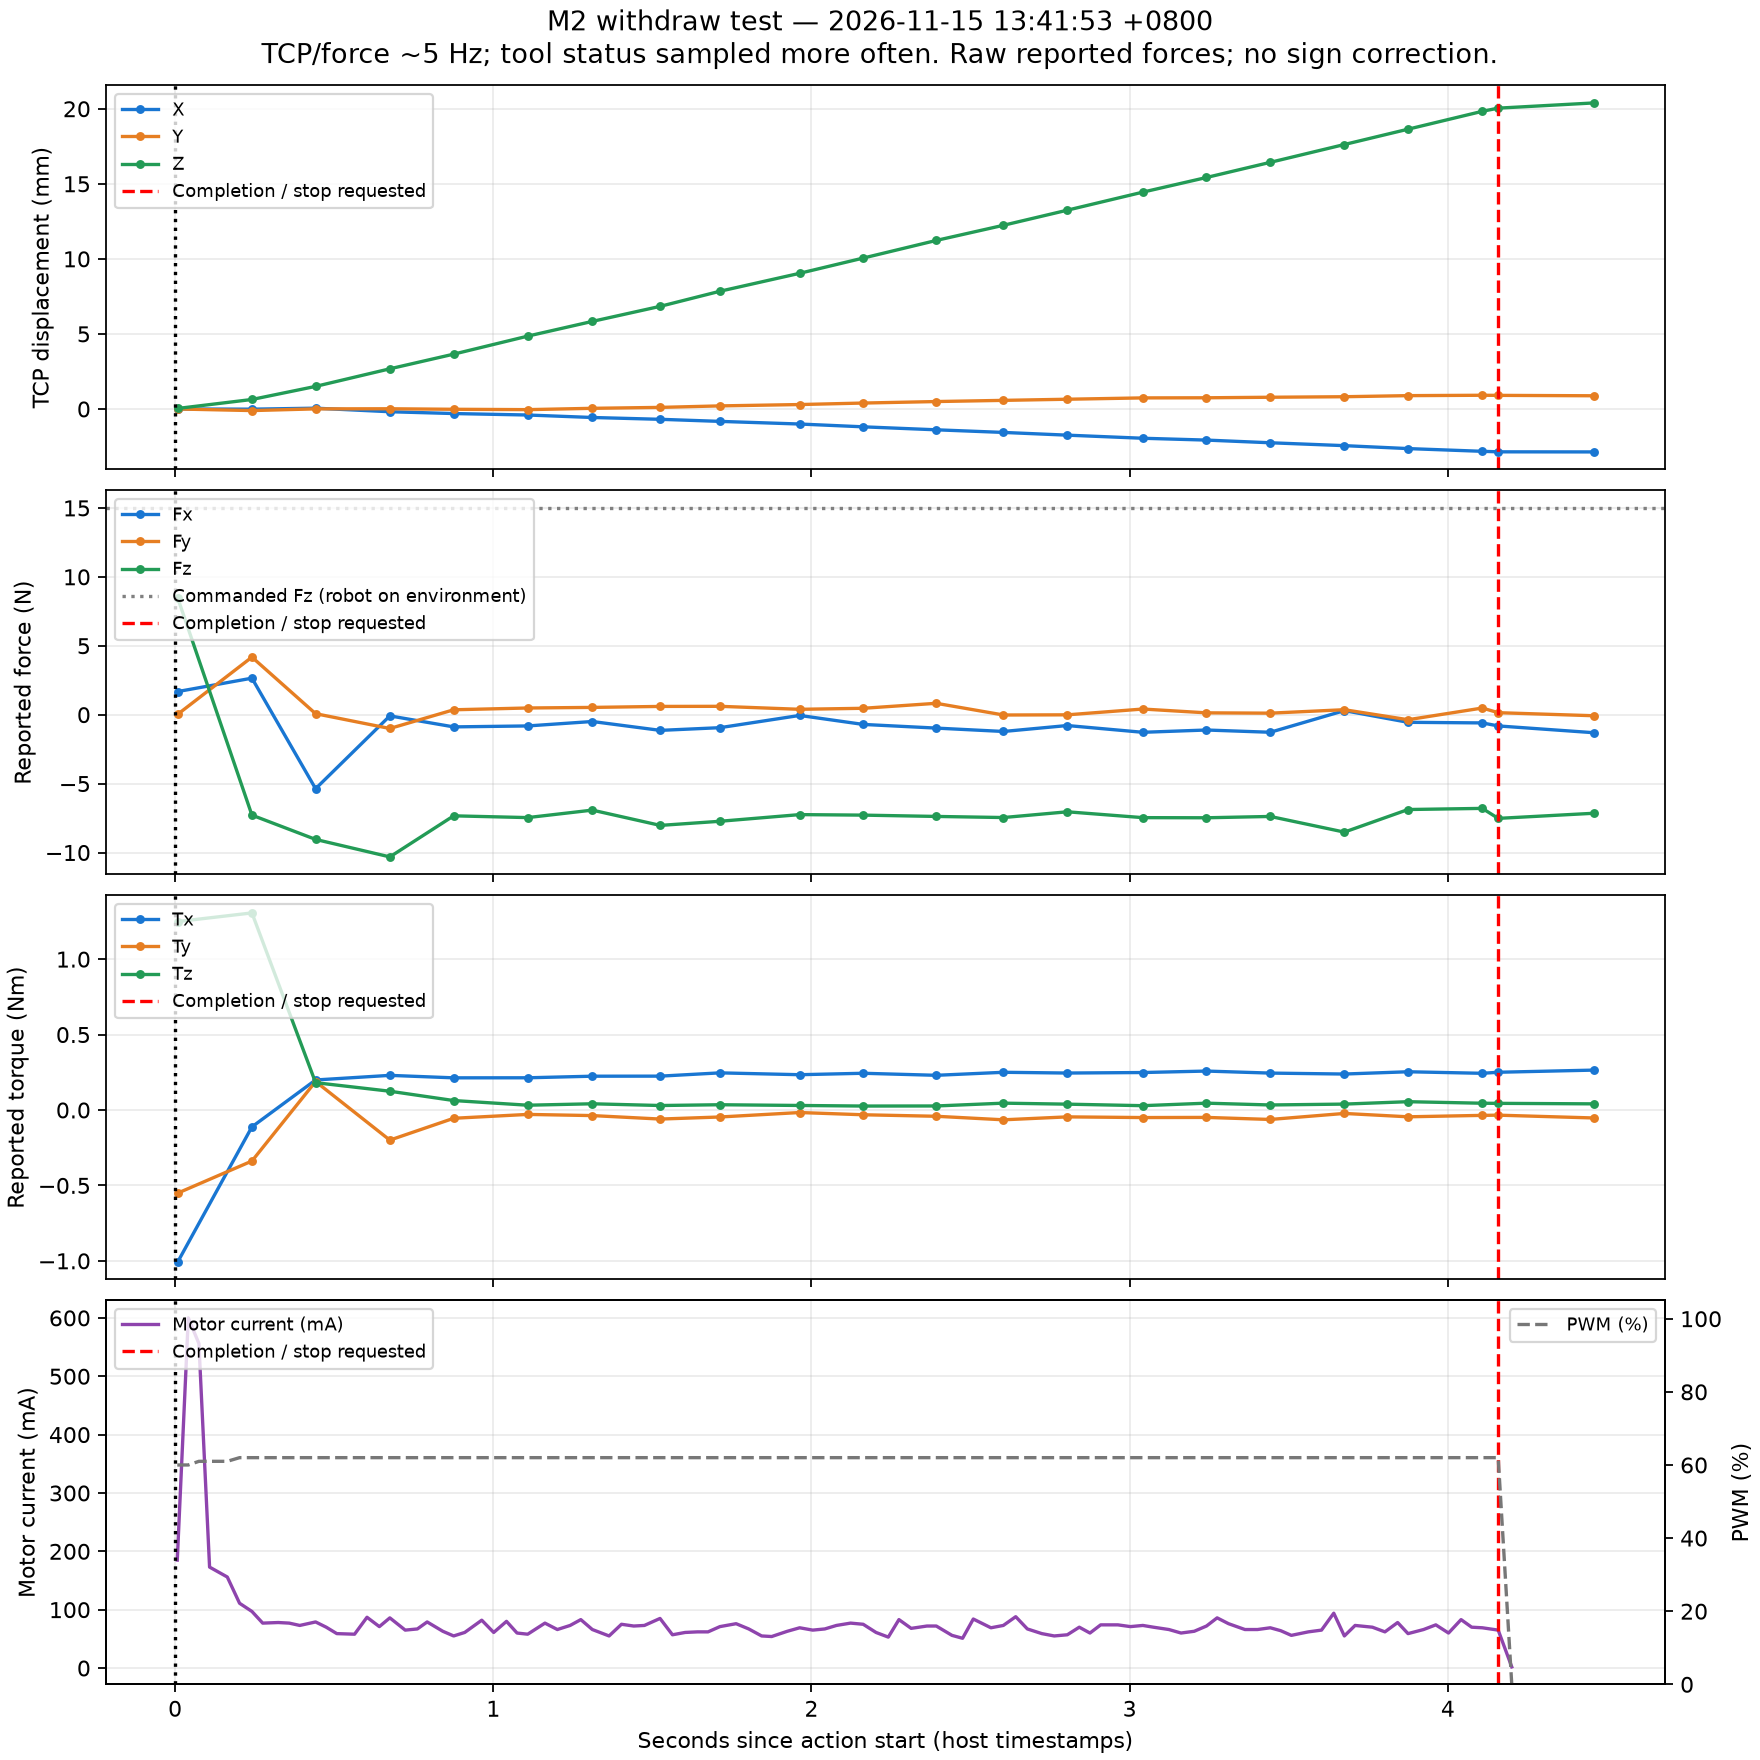 M2 withdraw test — 2026-11-15 13:41:53 +0800
TCP/force ~5 Hz; tool status sampled more often. Raw reported forces; no sign correction.
TCP displacement (mm)
20
15
10
5
0
X
Y
Z
Completion / stop requested
Reported force (N)
15
10
5
0
−5
−10
Fx
Fy
Fz
Commanded Fz (robot on environment)
Completion / stop requested
Reported torque (Nm)
1.0
0.5
0.0
−0.5
−1.0
Tx
Ty
Tz
Completion / stop requested
Motor current (mA)
600
500
400
300
200
100
0
Motor current (mA)
Completion / stop requested
PWM (%)
100
80
60
40
20
0
PWM (%)
0 1 2 3 4
Seconds since action start (host timestamps)